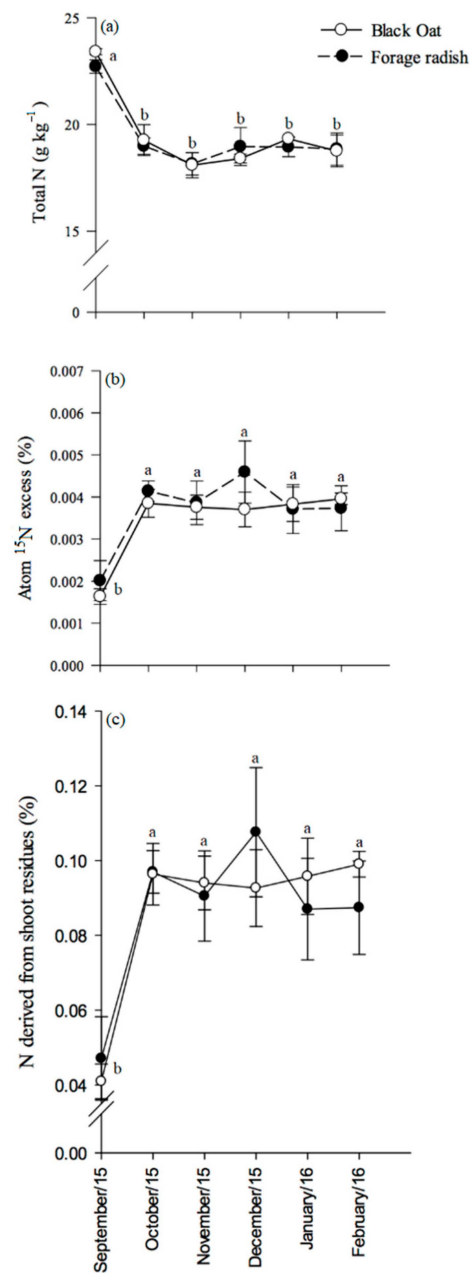 (a)
Black Oat
Forage radish
25
20
15
0
Total N (g kg⁻¹)
a
b
b
b
b
b
(b)
0.007
0.006
0.005
0.004
0.003
0.002
0.001
0.000
Atom ¹⁵N excess (%)
b
a
a
a
a
a
(c)
0.14
0.12
0.10
0.08
0.06
0.04
0.00
N derived from shoot residues (%)
b
a
a
a
a
a
September/15
October/15
November/15
December/15
January/16
February/16